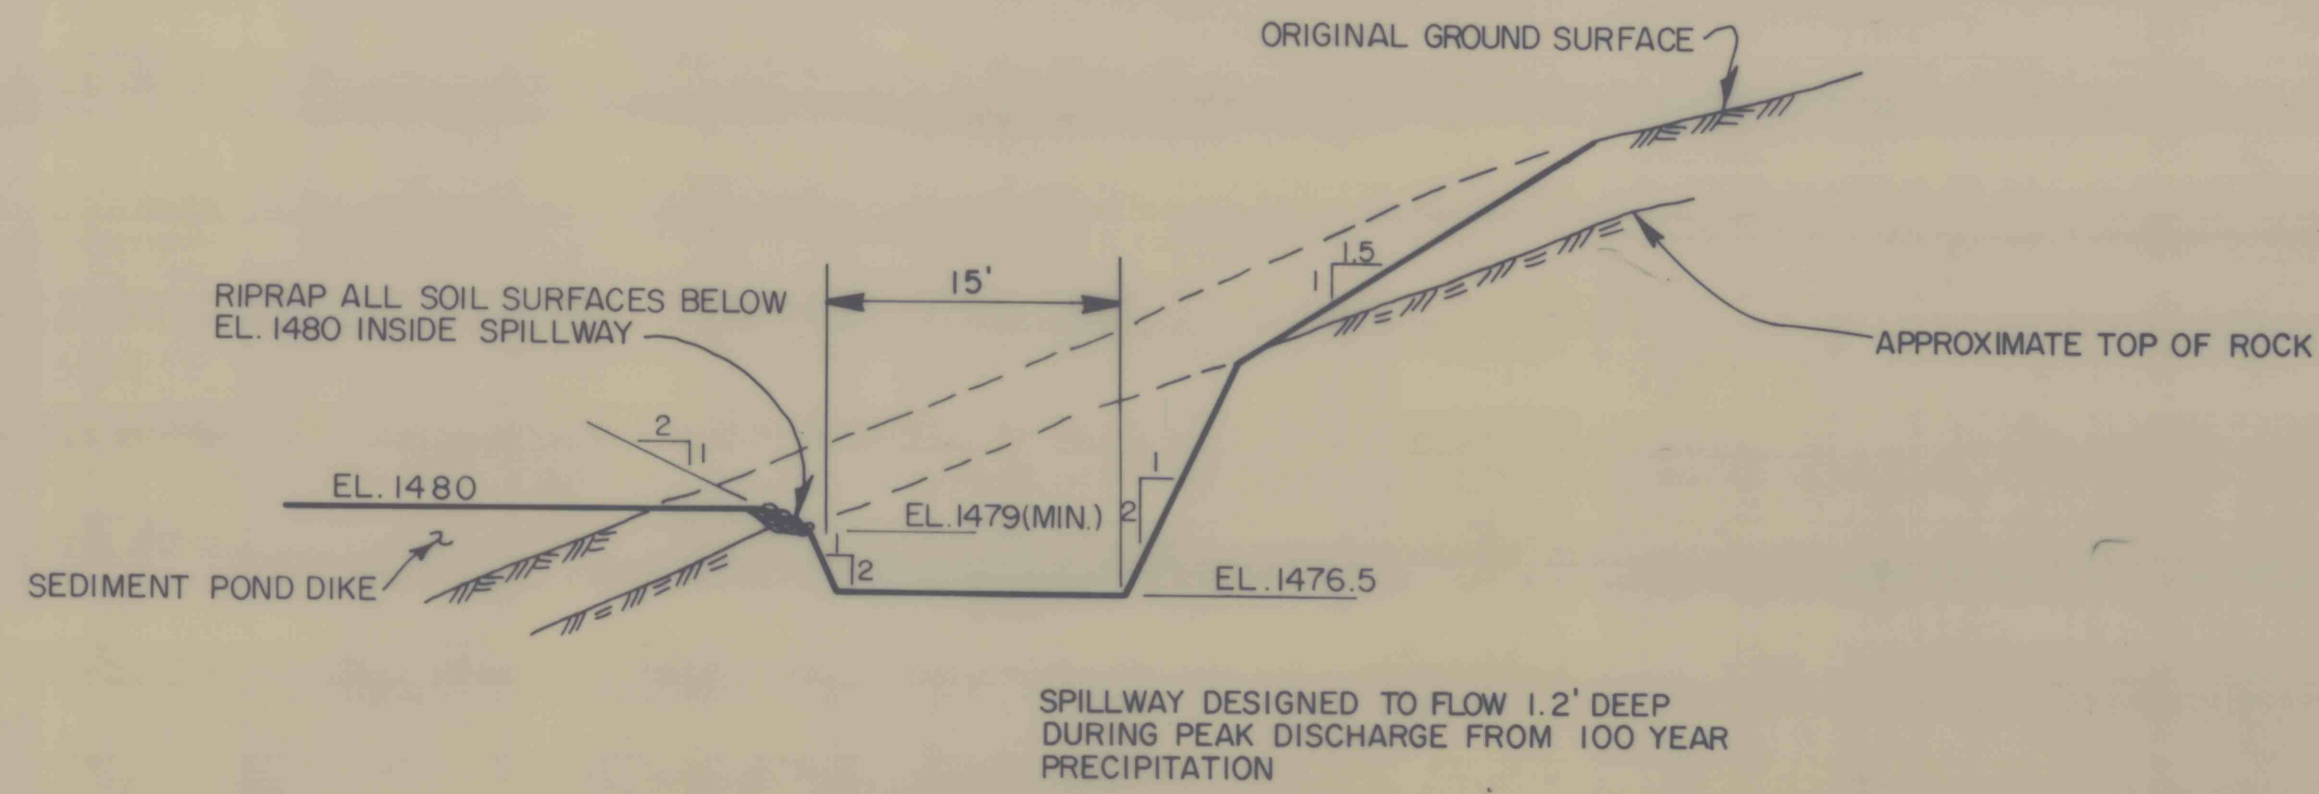 ORIGINAL GROUND SURFACE
1.5
1
15'
RIPRAP ALL SOIL SURFACES BELOW
EL. 1480 INSIDE SPILLWAY
APPROXIMATE TOP OF ROCK
2
1
EL. 1480
1
2
EL. 1479(MIN.)
1
2
EL. 1476.5
SEDIMENT POND DIKE
SPILLWAY DESIGNED TO FLOW 1.2' DEEP
DURING PEAK DISCHARGE FROM 100 YEAR
PRECIPITATION